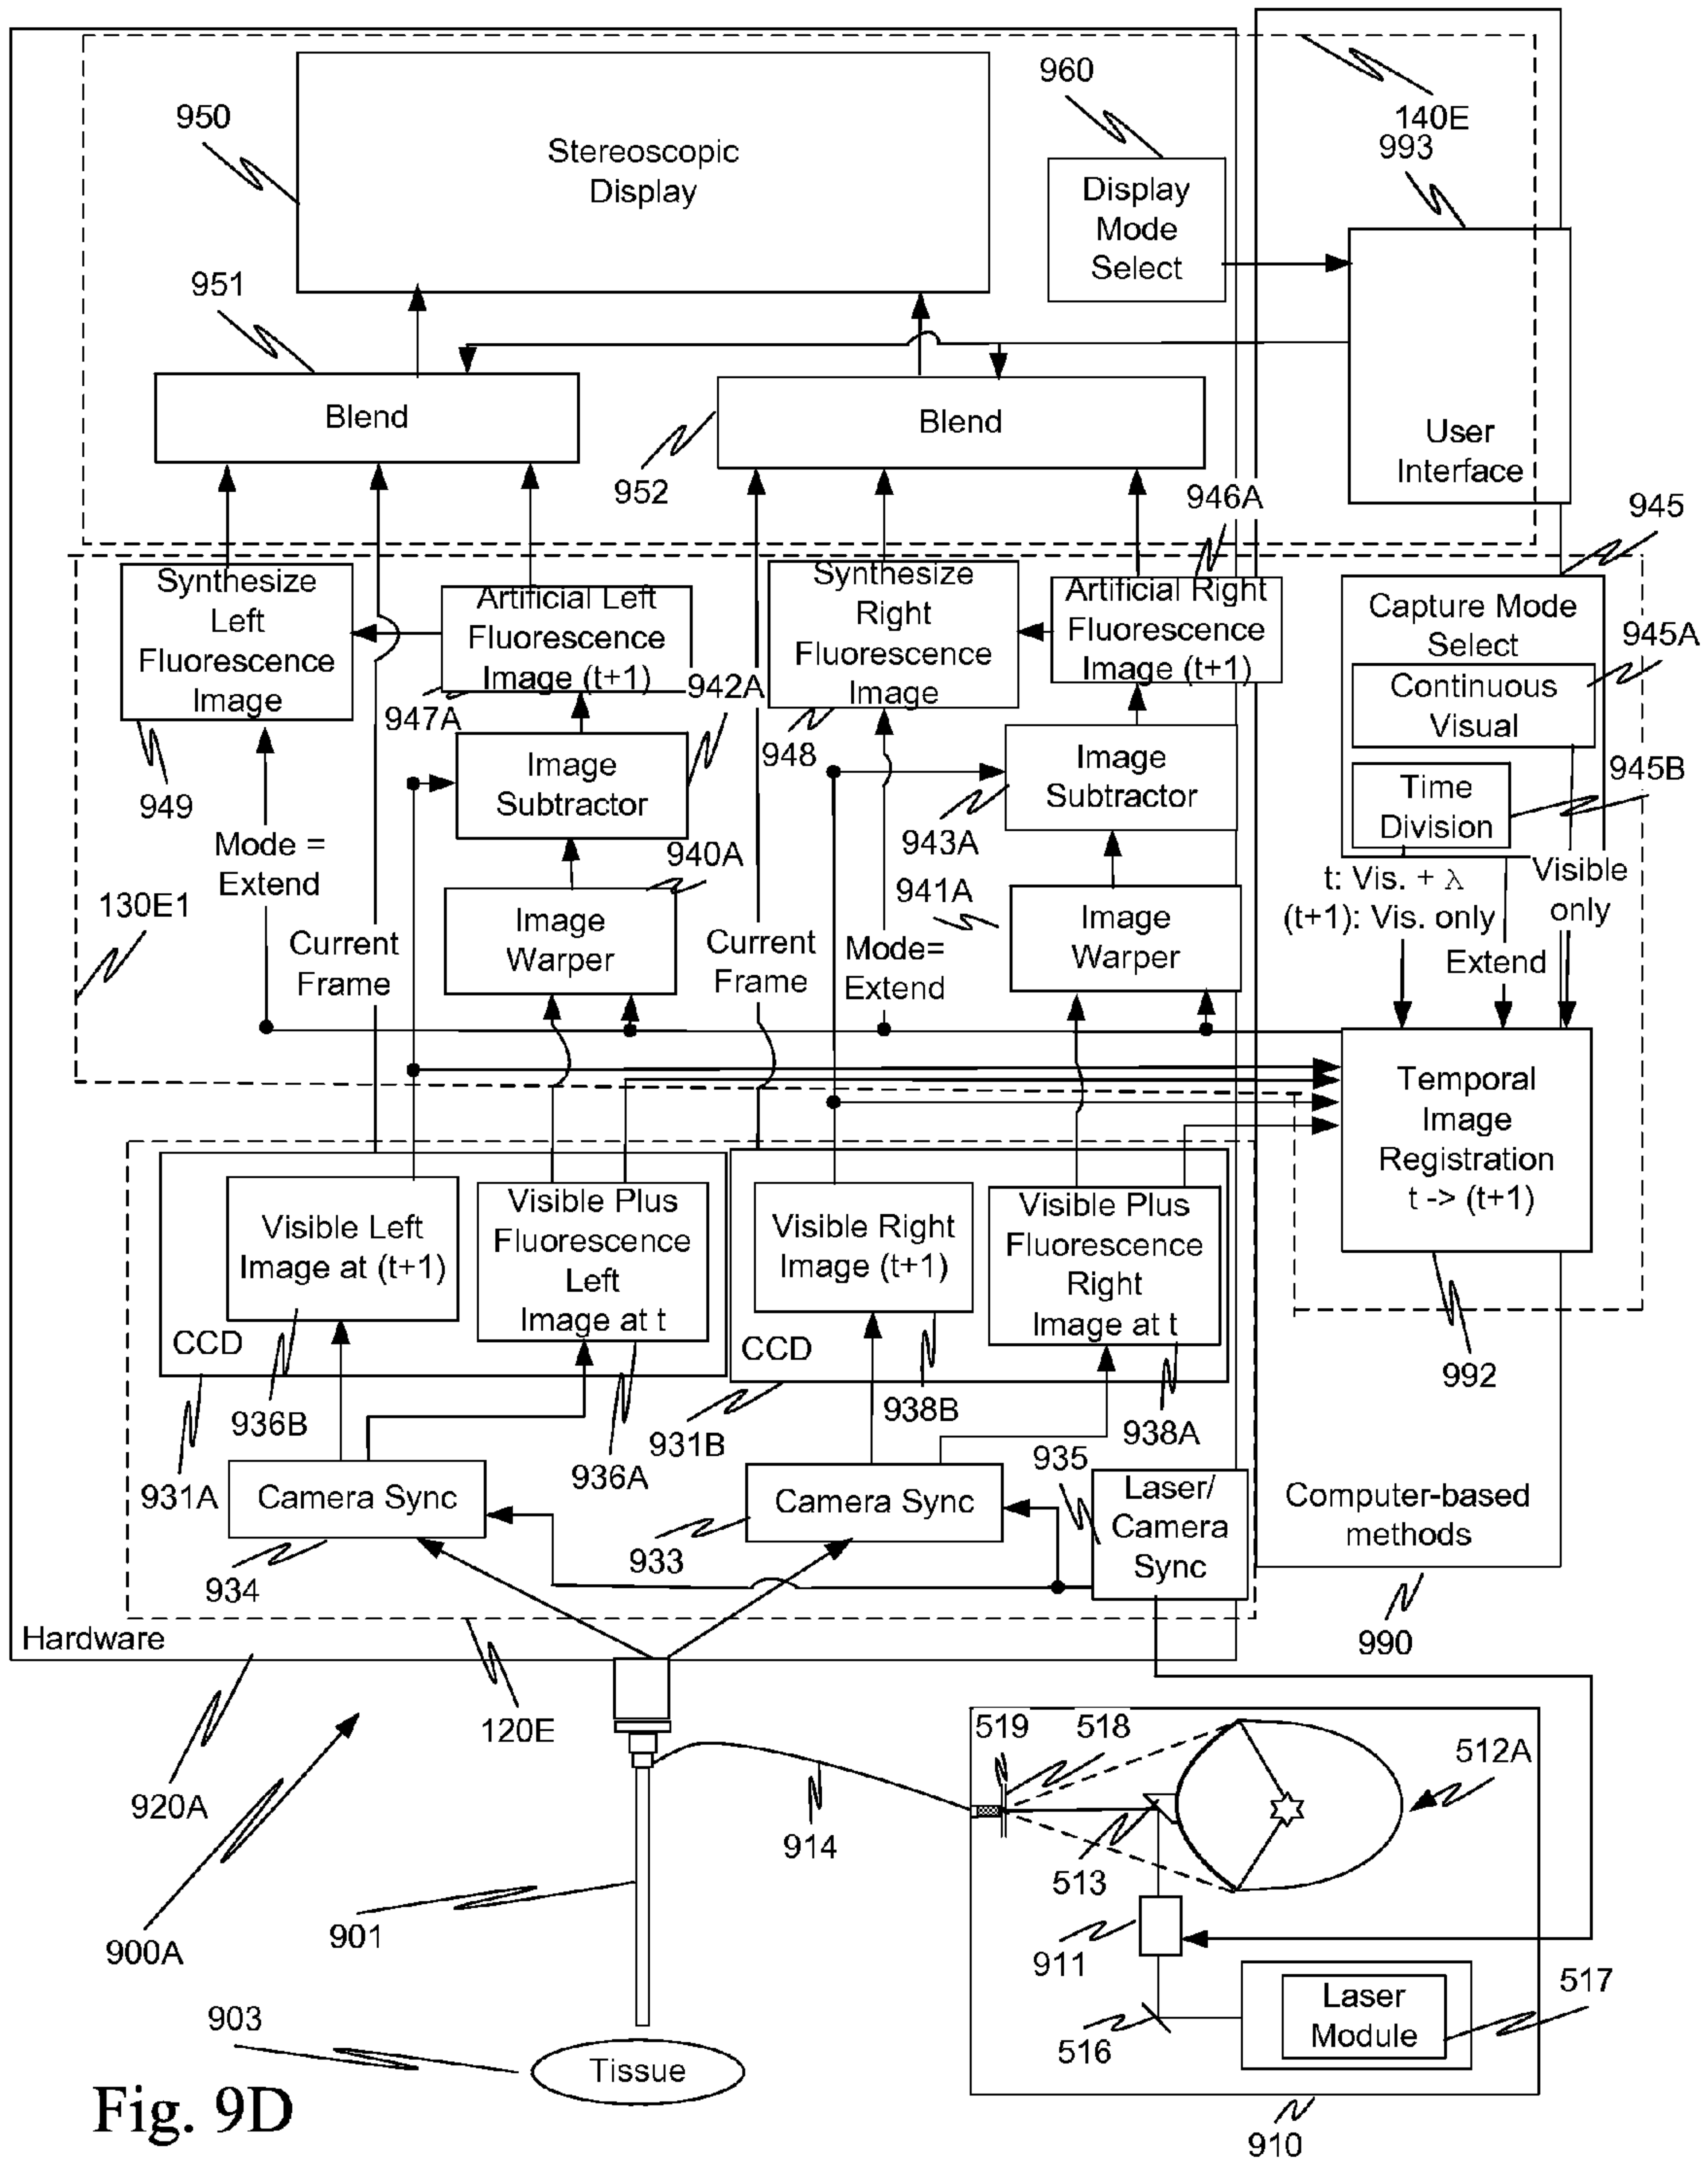 960
140E
950
993
Stereoscopic
Display
Display
Mode
Select
951
Blend
Blend
User
Interface
952
946A
945
Synthesize
Left
Fluorescence
Image
Artificial Left
Fluorescence
Image (t+1)
Synthesize
Right
Fluorescence
Image
Artificial Right
Fluorescence
Image (t+1)
Capture Mode
Select
945A
Continuous
Visual
942A
947A
948
949
Image
Subtractor
Image
Subtractor
945B
Time
Division
Mode =
Extend
940A
943A
941A
t: Vis. + λ
(t+1): Vis. only
Visible
only
Extend
130E1
Current
Frame
Image
Warper
Current
Frame
Mode=
Extend
Image
Warper
Temporal
Image
Registration
t -> (t+1)
Visible Left
Image at (t+1)
Visible Plus
Fluorescence
Left
Image at t
Visible Right
Image (t+1)
Visible Plus
Fluorescence
Right
Image at t
CCD
CCD
992
936B
938B
938A
931B
935
936A
931A
Camera Sync
Camera Sync
Laser/
Camera
Sync
Computer-based
methods
933
934
Hardware
990
120E
519
518
512A
920A
914
513
901
900A
911
517
Laser
Module
903
516
Tissue
Fig. 9D
910